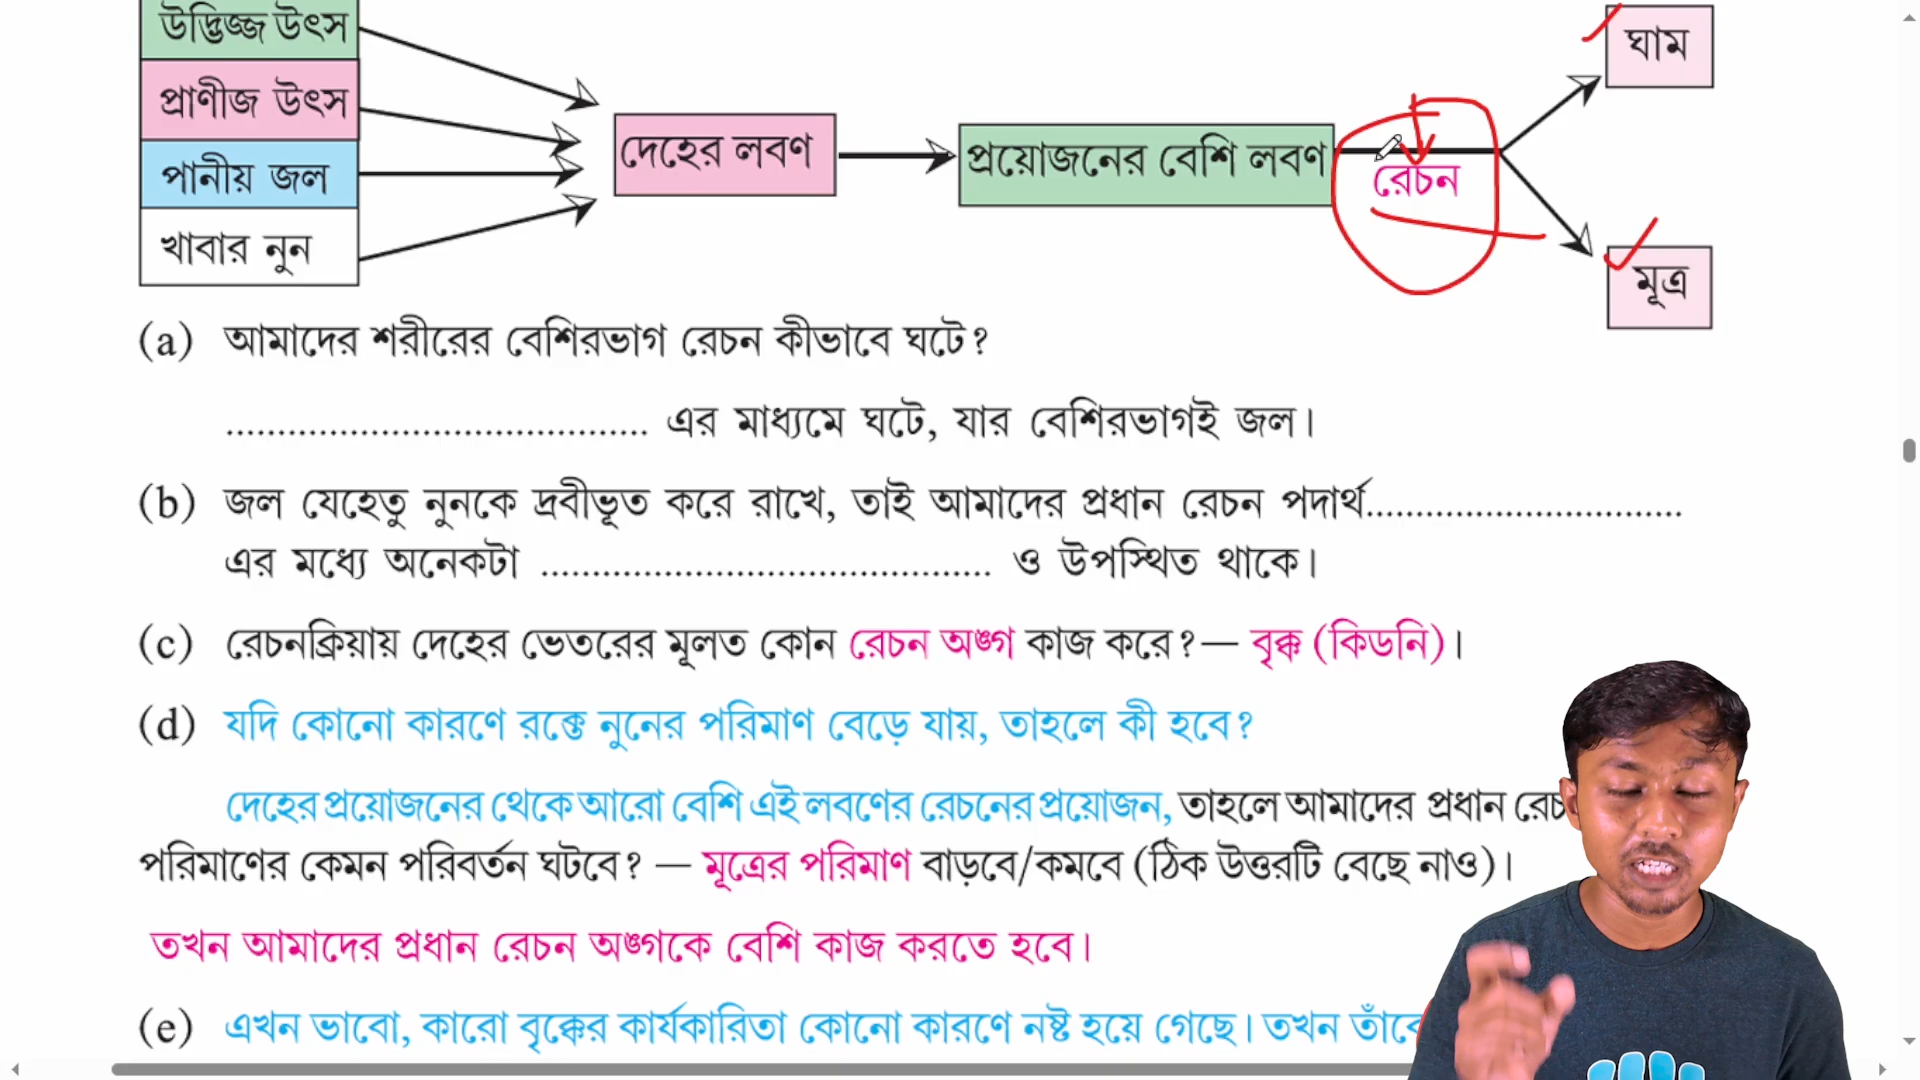 উদ্ভিজ্জ উৎস
প্রাণীজ উৎস
পানীয় জল
খাবার নুন
দেহের লবণ
প্রয়োজনের বেশি লবণ
রেচন
ঘাম
মূত্র
(a) আমাদের শরীরের বেশিরভাগ রেচন কীভাবে ঘটে?
........................................ এর মাধ্যমে ঘটে, যার বেশিরভাগই জল।
(b) জল যেহেতু নুনকে দ্রবীভূত করে রাখে, তাই আমাদের প্রধান রেচন পদার্থ................................
এর মধ্যে অনেকটা ............................................ ও উপস্থিত থাকে।
(c) রেচনক্রিয়ায় দেহের ভেতরের মূলত কোন রেচন অঙ্গ কাজ করে?— বৃক্ক (কিডনি)।
(d) যদি কোনো কারণে রক্তে নুনের পরিমাণ বেড়ে যায়, তাহলে কী হবে?
দেহের প্রয়োজনের থেকে আরো বেশি এই লবণের রেচনের প্রয়োজন, তাহলে আমাদের প্রধান
পরিমাণের কেমন পরিবর্তন ঘটবে? — মূত্রের পরিমাণ বাড়বে/কমবে (ঠিক উত্তরটি বেছে নাও)।
তখন আমাদের প্রধান রেচন অঙ্গকে বেশি কাজ করতে হবে।
(e) এখন ভাবো, কারো বৃক্কের কার্যকারিতা কোনো কারণে নষ্ট হয়ে গেছে। তখন